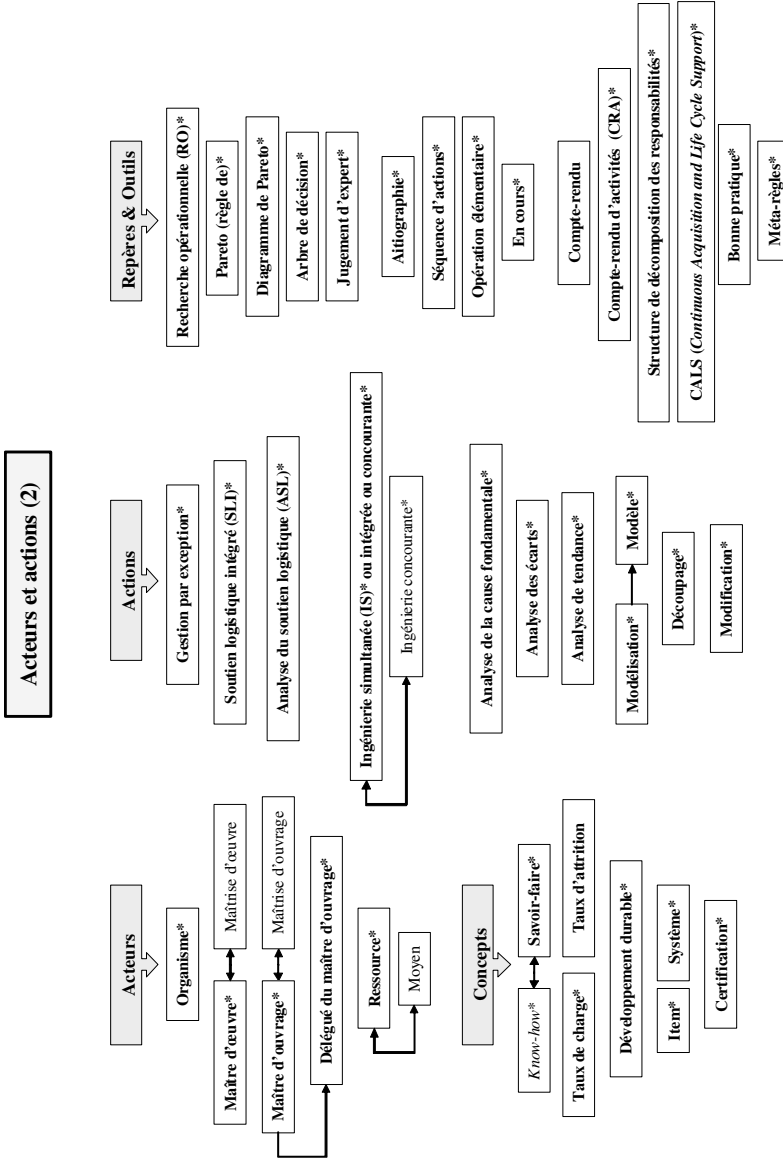 Acteurs et actions (2)
Acteurs
Organisme*
Maître d'œuvre*
Maîtrise d'œuvre
Maître d'ouvrage*
Maîtrise d'ouvrage
Délégué du maître d'ouvrage*
Ressource*
Moyen
Concepts
Know-how*
Savoir-faire*
Taux de charge*
Taux d'attrition
Développement durable*
Item*
Système*
Certification*
Actions
Gestion par exception*
Soutien logistique intégré (SLI)*
Analyse du soutien logistique (ASL)*
Ingénierie simultanée (IS)* ou intégrée ou concourante*
Ingénierie concourante*
Analyse de la cause fondamentale*
Analyse des écarts*
Analyse de tendance*
Modélisation*
Modèle*
Découpage*
Modification*
Repères & Outils
Recherche opérationnelle (RO)*
Pareto (règle de)*
Diagramme de Pareto*
Arbre de décision*
Jugement d'expert*
Aitiographie*
Séquence d'actions*
Opération élémentaire*
En cours*
Compte-rendu
Compte-rendu d'activités (CRA)*
Structure de décomposition des responsabilités*
CALS (Continuous Acquisition and Life Cycle Support)*
Bonne pratique*
Méta-règles*